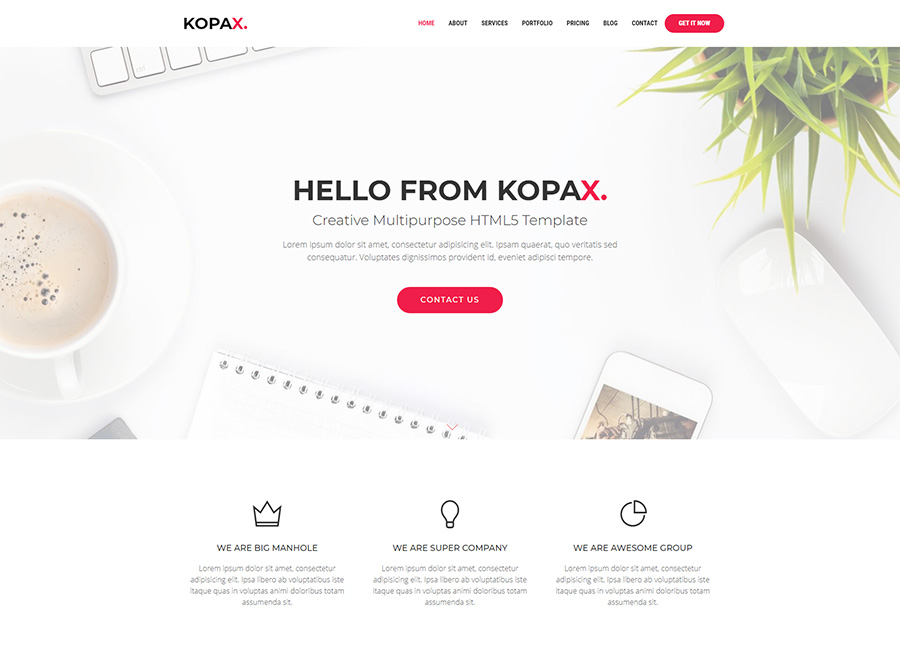 KOPAX.
HOME ABOUT SERVICES PORTFOLIO PRICING BLOG CONTACT GET IT NOW
HELLO FROM KOPAX.
Creative Multipurpose HTML5 Template
Lorem ipsum dolor sit amet, consectetur adipisicing elit. Ipsam quaerat, quo veritatis sed
consequatur. Voluptates dignissimos provident id, eveniet adipisci tempore.
CONTACT US
WE ARE BIG MANHOLE
Lorem ipsum dolor sit amet, consectetur
adipisicing elit. Ipsa libero ab voluptatibus iste
itaque quas in voluptas animi doloribus totam
assumenda sit.
WE ARE SUPER COMPANY
Lorem ipsum dolor sit amet, consectetur
adipisicing elit. Ipsa libero ab voluptatibus iste
itaque quas in voluptas animi doloribus totam
assumenda sit.
WE ARE AWESOME GROUP
Lorem ipsum dolor sit amet, consectetur
adipisicing elit. Ipsa libero ab voluptatibus iste
itaque quas in voluptas animi doloribus totam
assumenda sit.